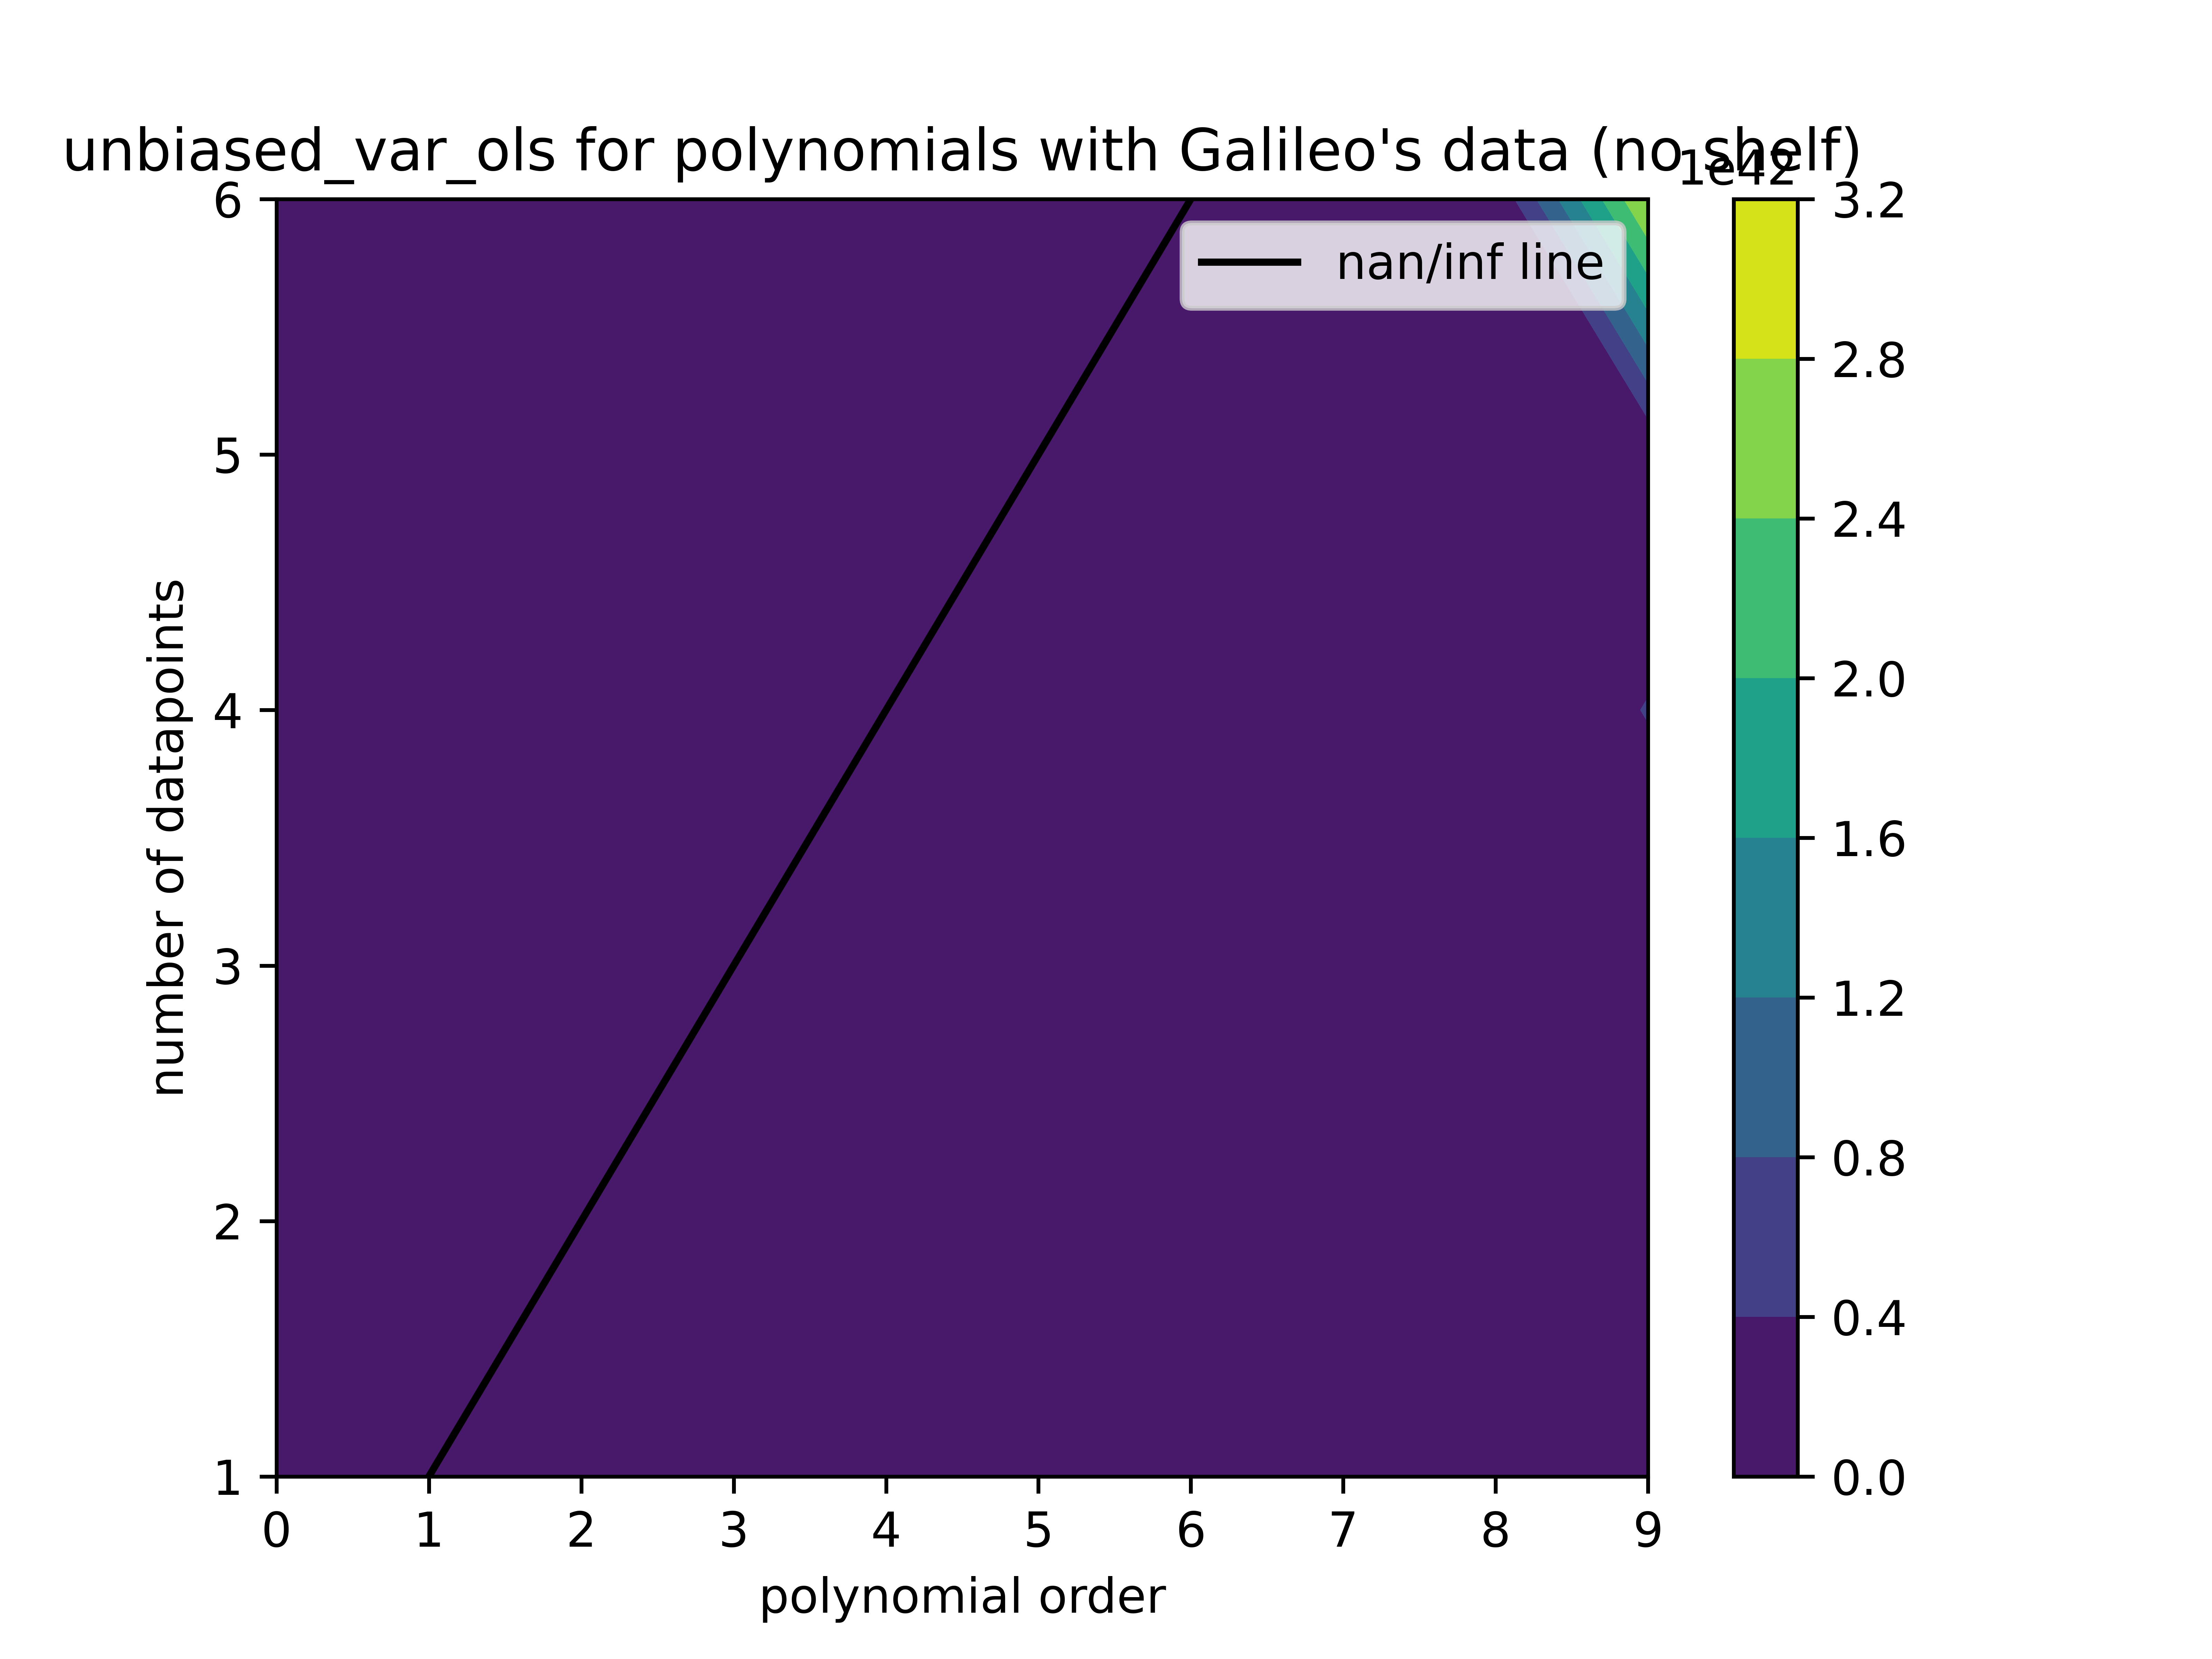 unbiased_var_ols for polynomials with Galileo's data (no shelf)
1e42
nan/inf line
6
5
4
3
2
1
number of datapoints
0 1 2 3 4 5 6 7 8 9
polynomial order
3.2
2.8
2.4
2.0
1.6
1.2
0.8
0.4
0.0